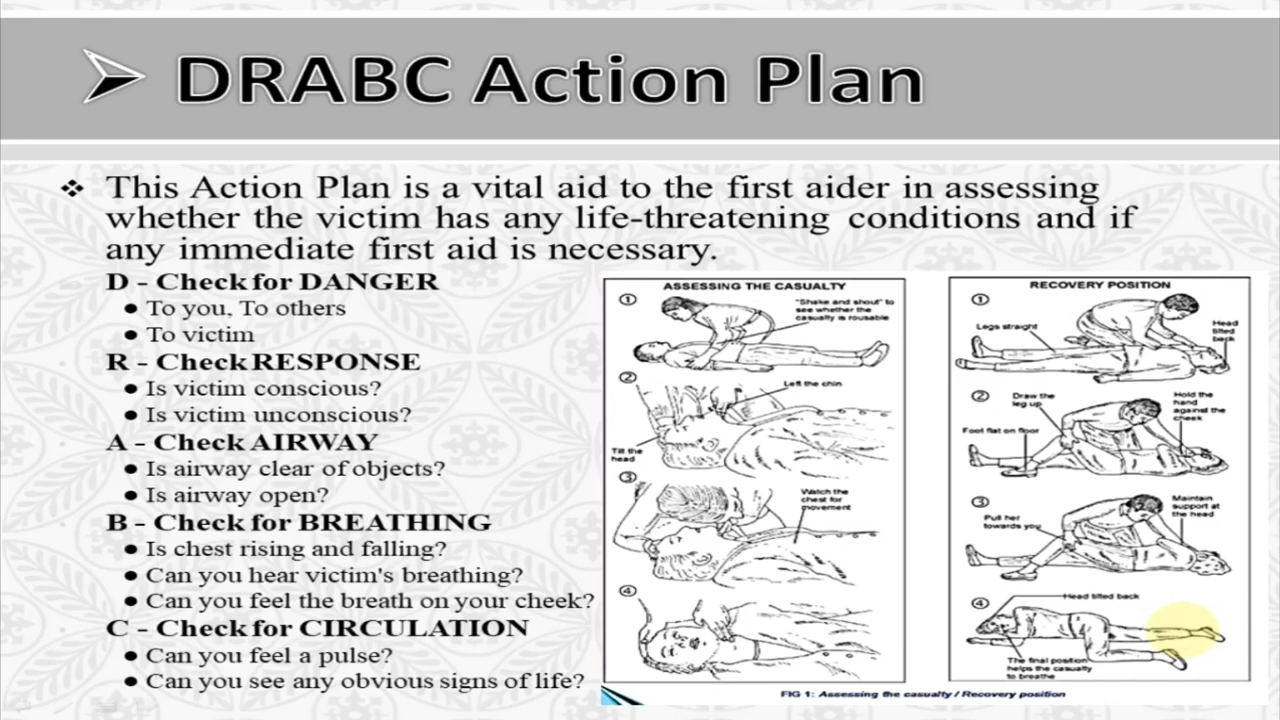 DRABC Action Plan
This Action Plan is a vital aid to the first aider in assessing
whether the victim has any life-threatening conditions and if
any immediate first aid is necessary.
D - Check for DANGER
To you, To others
To victim
R - Check RESPONSE
Is victim conscious?
Is victim unconscious?
A - Check AIRWAY
Is airway clear of objects?
Is airway open?
B - Check for BREATHING
Is chest rising and falling?
Can you hear victim's breathing?
Can you feel the breath on your cheek?
C - Check for CIRCULATION
Can you feel a pulse?
Can you see any obvious signs of life?
ASSESSING THE CASUALTY
1
"Shake and shout" to
see whether the
casualty is rousable
2
Left the chin
Tilt the
head
3
Watch the
chest for
movement
4
RECOVERY POSITION
1
Legs straight
Head
tilted
back
2
Draw the
leg up
Hold the
hand
against the
cheek
Foot flat on floor
3
Pull her
towards you
Maintain
support at
the head
4
Head tilted back
The final position
helps the casualty
to breathe
FIG 1: Assessing the casualty / Recovery position